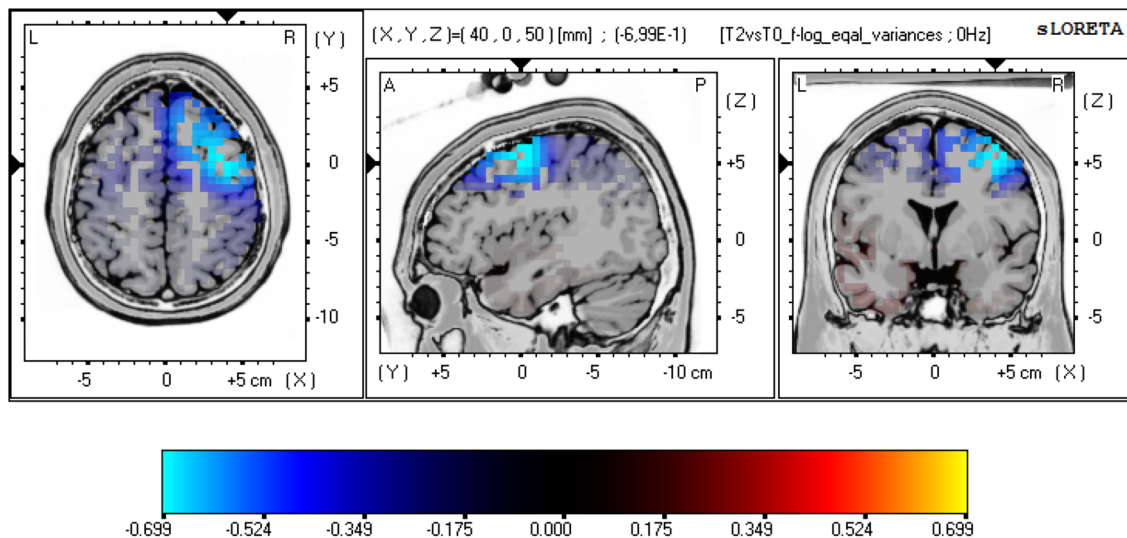 (X,Y,Z)=(40,0,50)[mm] ; (-6,99E-1) [T2vsT0_f-log_eqal_variances ; 0Hz] sLORETA
L R (Y)
+5
0
-5
-10
-5 0 +5 cm (X)
A P (Z)
+5
0
-5
(Y) +5 0 -5 -10 cm
L R (Z)
+5
0
-5
-5 0 +5 cm (X)
-0.699 -0.524 -0.349 -0.175 0.000 0.175 0.349 0.524 0.699